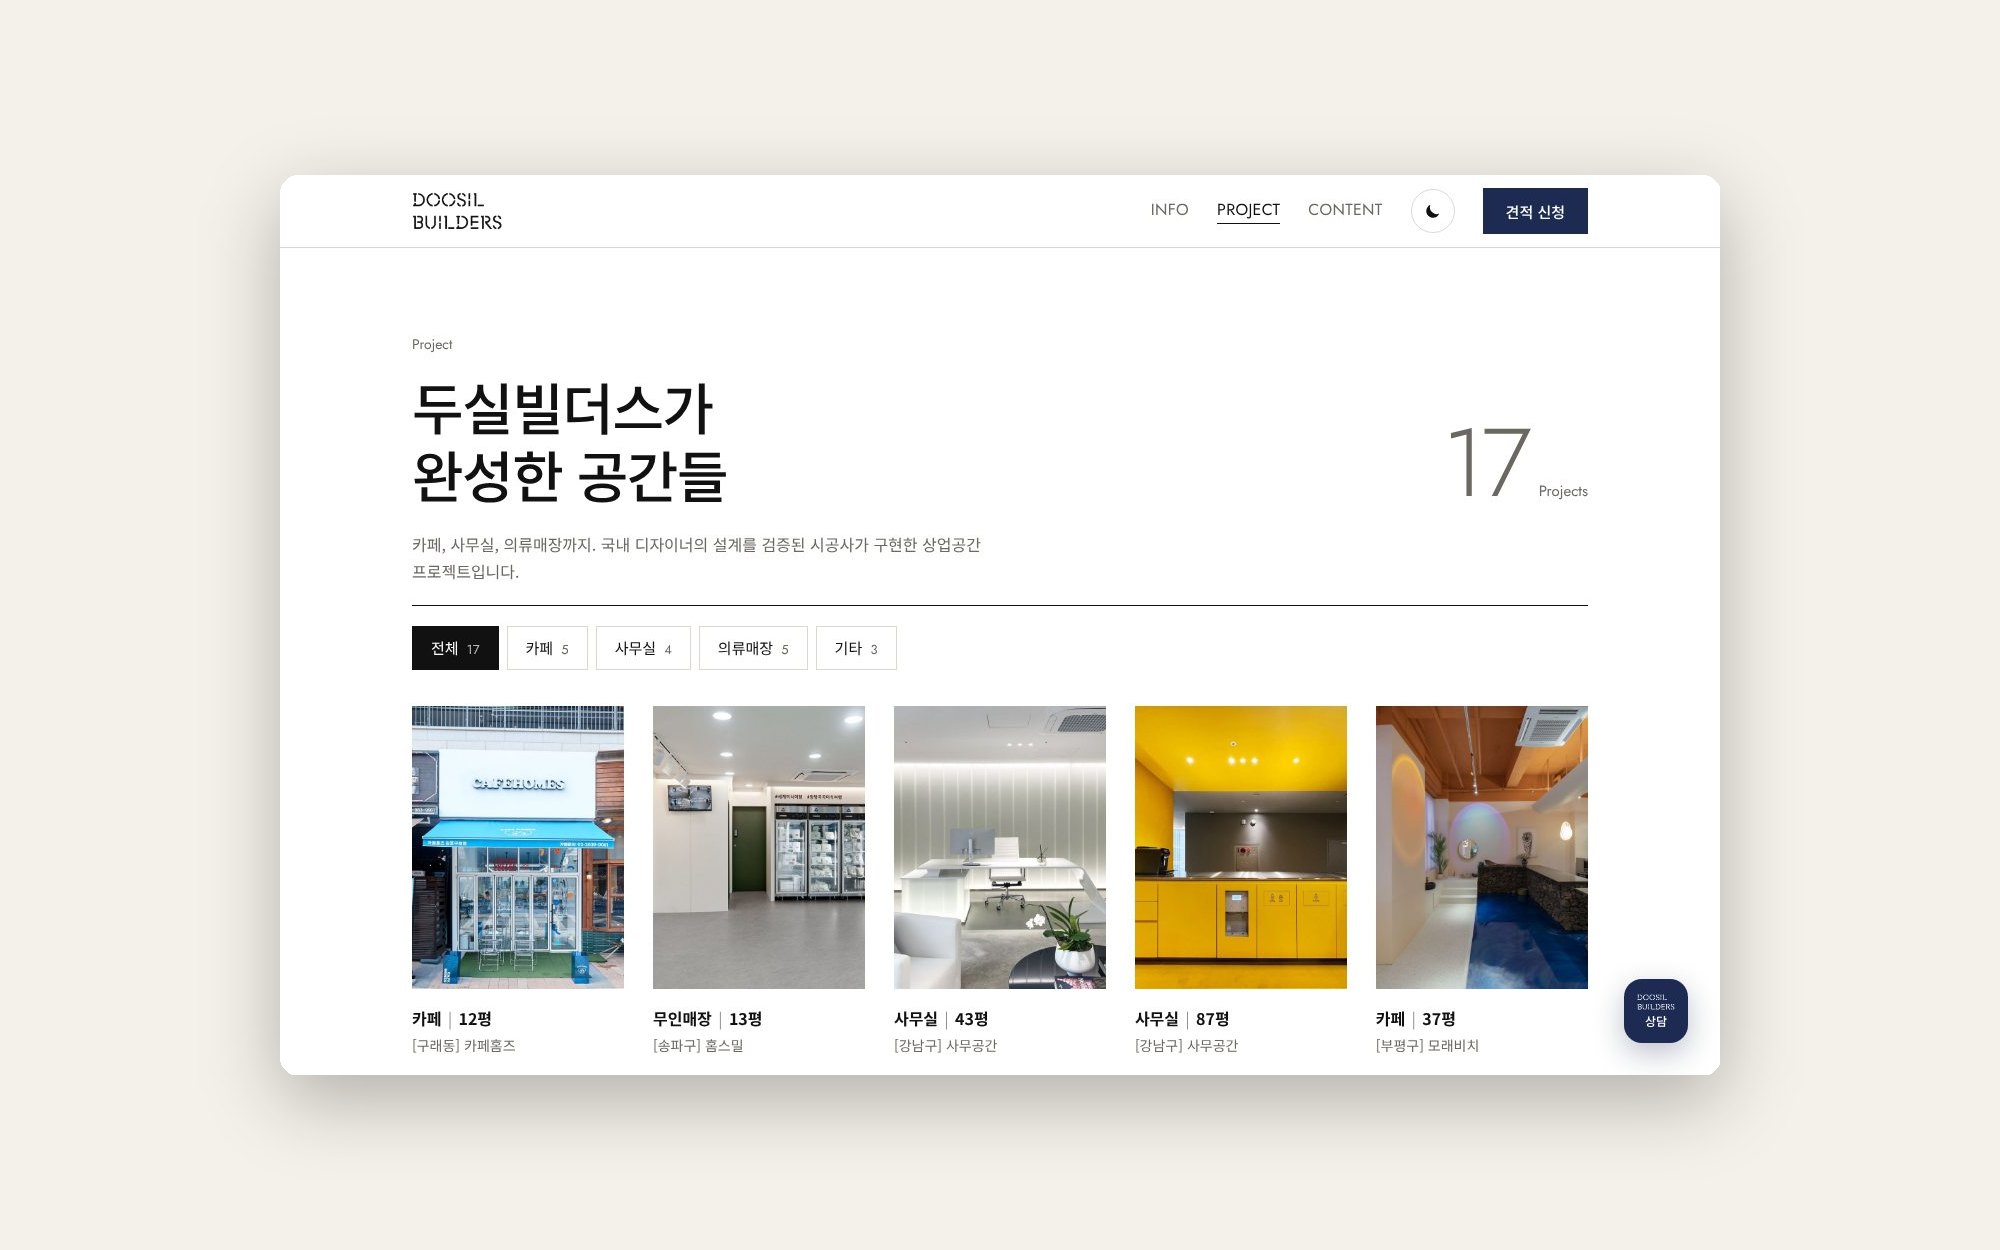 DOOSIL
BUILDERS
INFO PROJECT CONTENT 견적 신청
Project
두실빌더스가
완성한 공간들
17 Projects
카페, 사무실, 의류매장까지. 국내 디자이너의 설계를 검증된 시공사가 구현한 상업공간
프로젝트입니다.
전체 17 카페 5 사무실 4 의류매장 5 기타 3
CAFEHOMES
카페 | 12평
[구래동] 카페홈즈
무인매장 | 13평
[송파구] 홈스밀
사무실 | 43평
[강남구] 사무공간
사무실 | 87평
[강남구] 사무공간
카페 | 37평
[부평구] 모래비치
DOOSIL
BUILDERS
상담